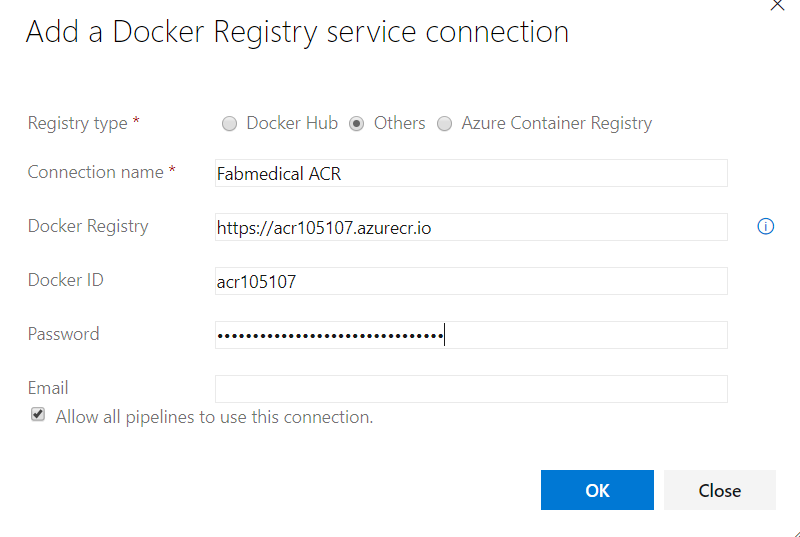 Add a Docker Registry service connection
Registry type * Docker Hub Others Azure Container Registry
Connection name * Fabmedical ACR
Docker Registry https://acr105107.azurecr.io
Docker ID acr105107
Password ••••••••••••••••••••••••••••••••
Email
Allow all pipelines to use this connection.
OK Close